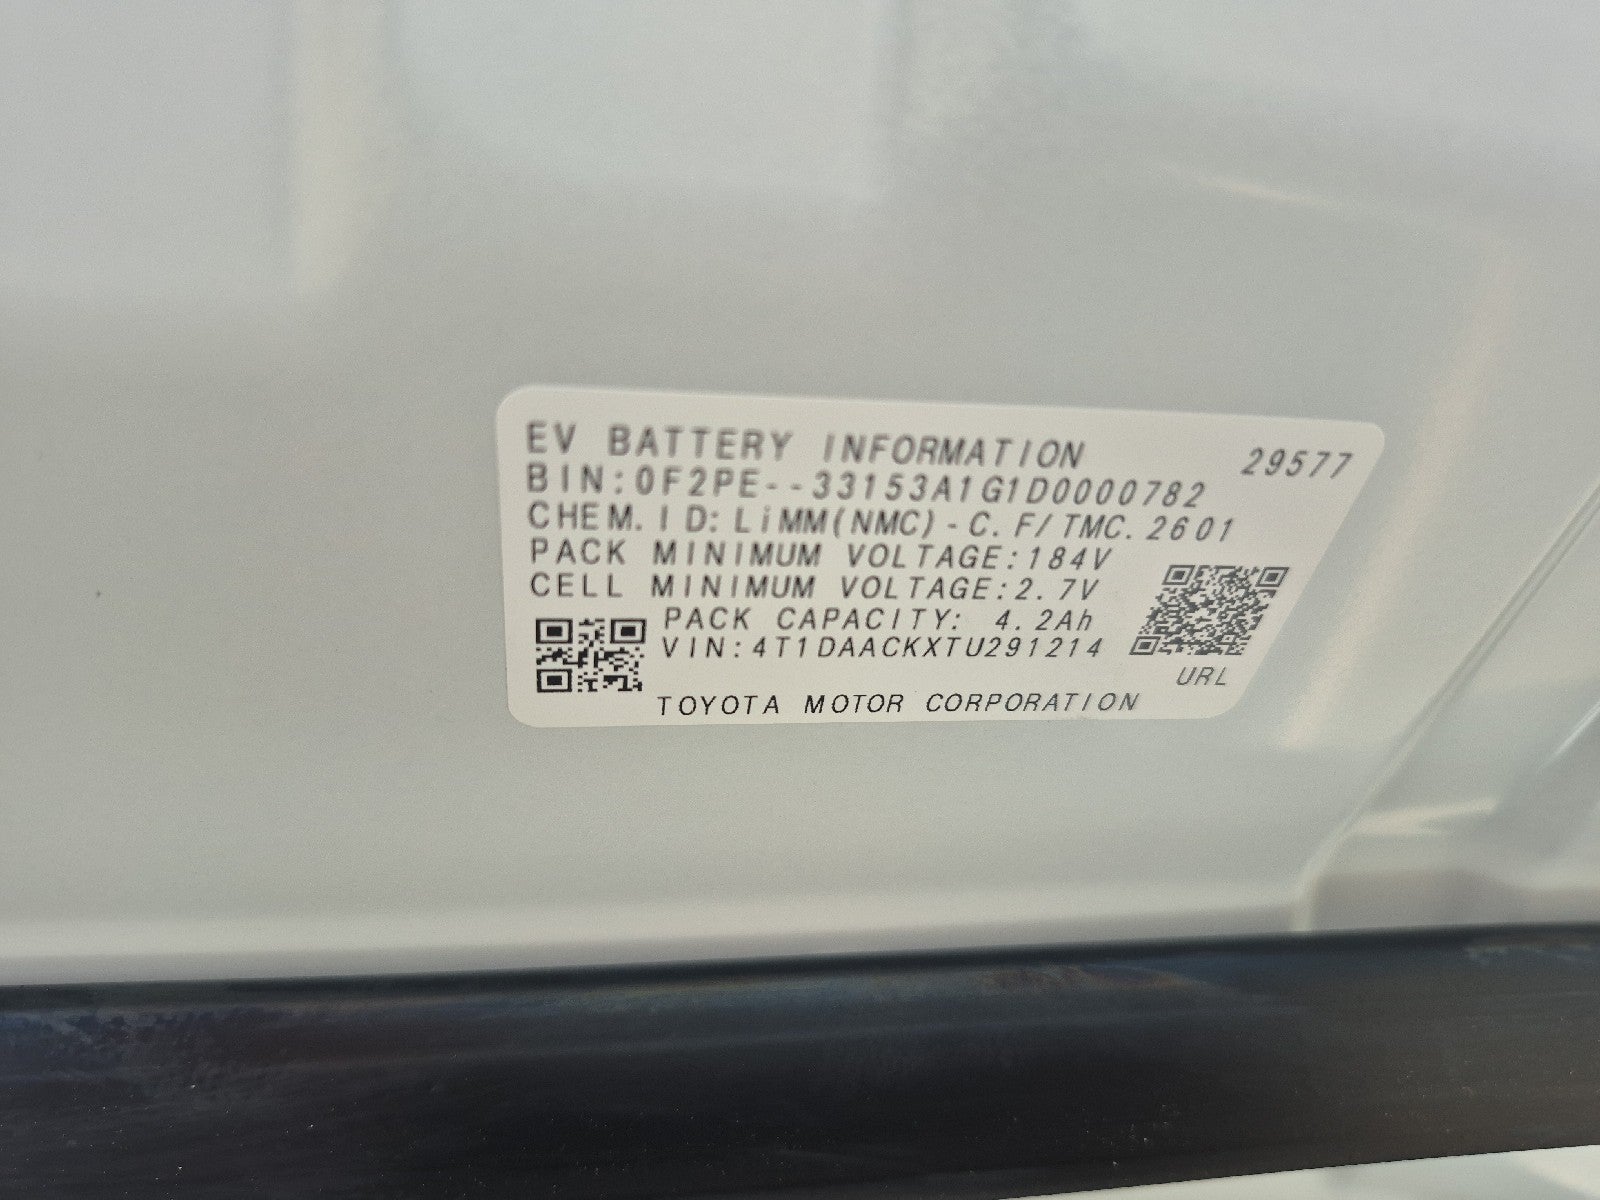 EV BATTERY INFORMATION 29577
BIN:0F2PE--33153A1G1D0000782
CHEM.ID:LiMM(NMC)-C.F/TMC.2601
PACK MINIMUM VOLTAGE:184V
CELL MINIMUM VOLTAGE:2.7V
PACK CAPACITY: 4.2Ah
VIN:4T1DAACKXTU291214
URL
TOYOTA MOTOR CORPORATION